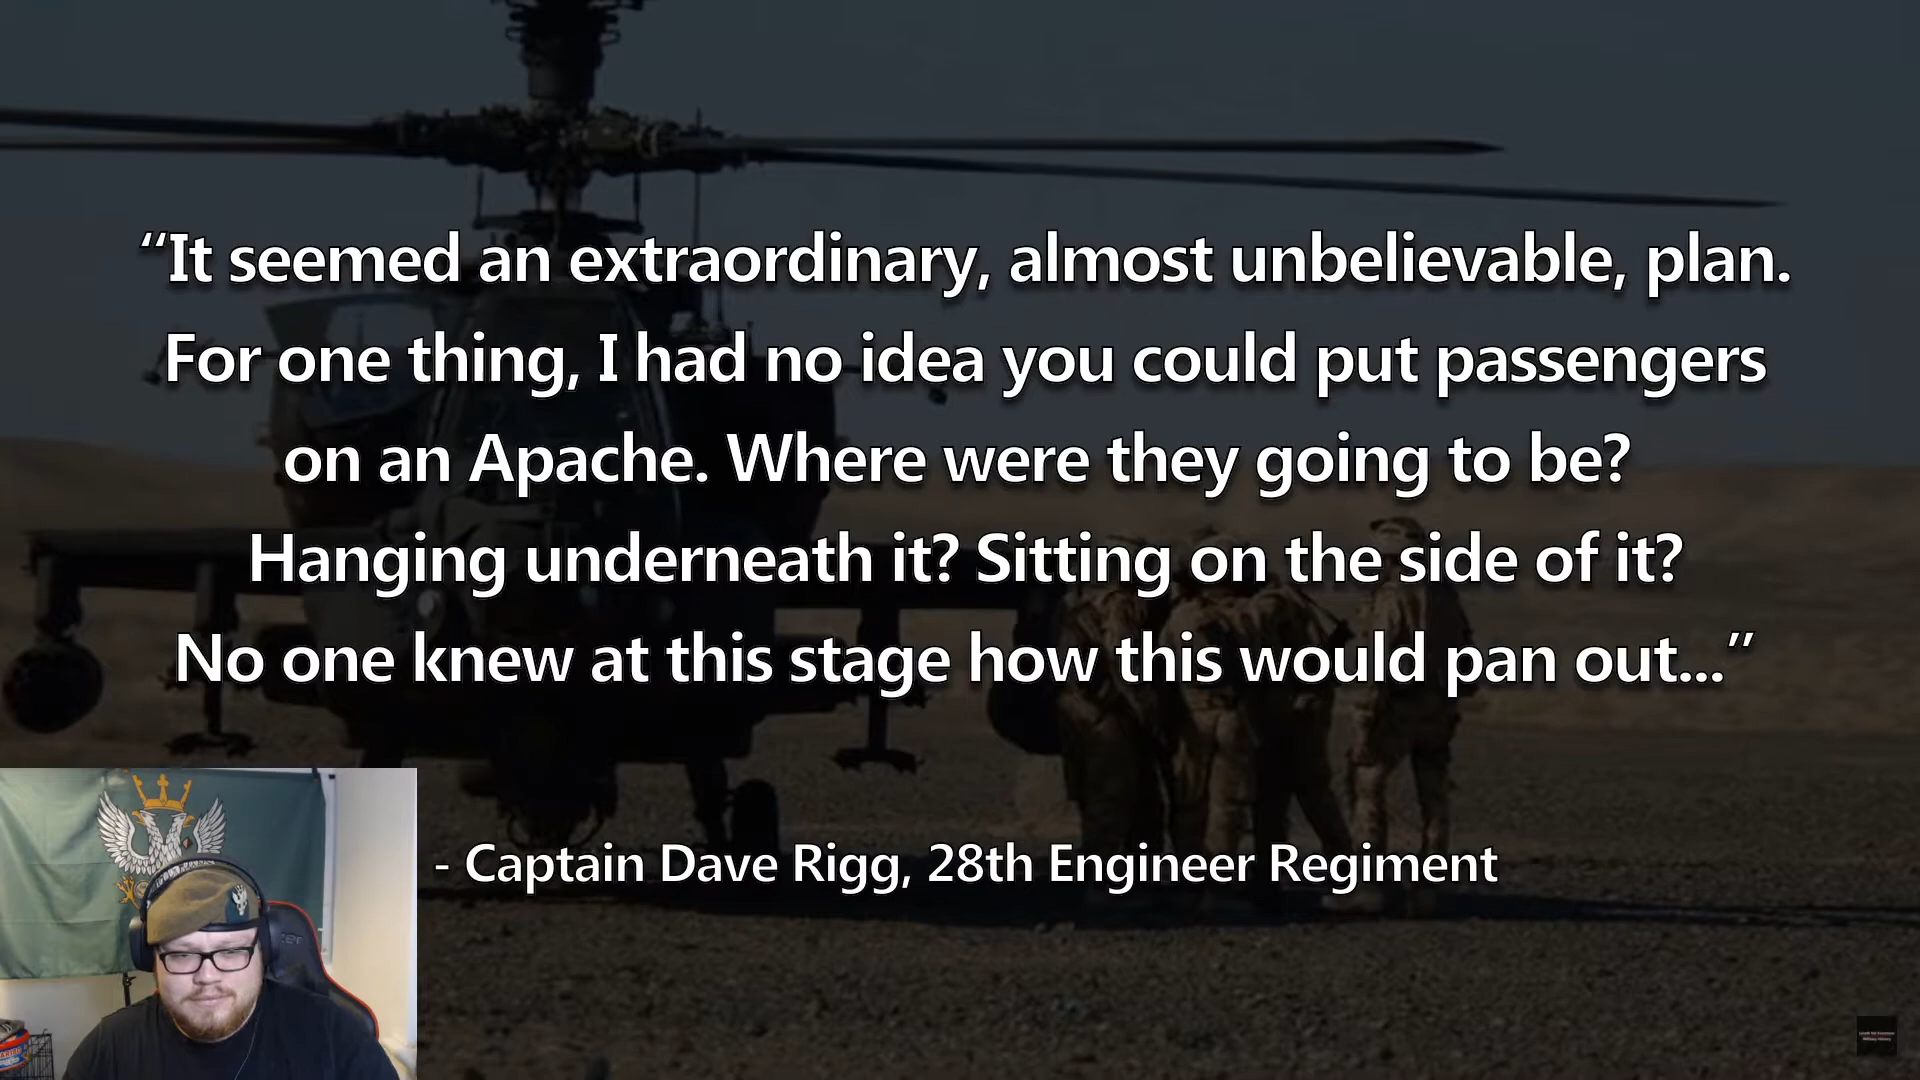 “It seemed an extraordinary, almost unbelievable, plan.
For one thing, I had no idea you could put passengers
on an Apache. Where were they going to be?
Hanging underneath it? Sitting on the side of it?
No one knew at this stage how this would pan out...”
- Captain Dave Rigg, 28th Engineer Regiment